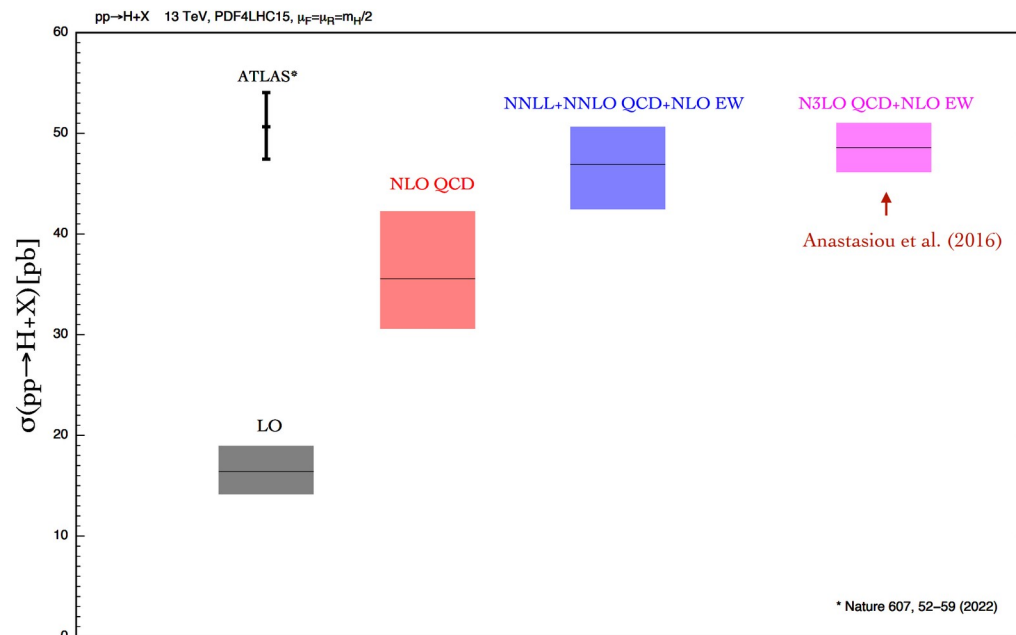 pp→H+X 13 TeV, PDF4LHC15, μF=μR=mH/2
60
ATLAS*
NNLL+NNLO QCD+NLO EW
N3LO QCD+NLO EW
50
NLO QCD
40
Anastasiou et al. (2016)
σ(pp→H+X)[pb]
30
20
LO
10
* Nature 607, 52–59 (2022)
0